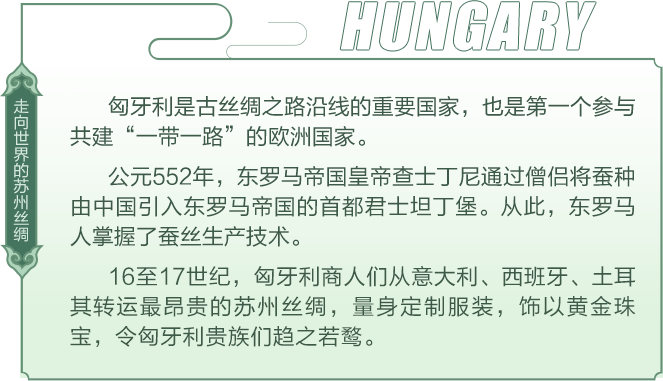 HUNGARY
走向世界的苏州丝绸
匈牙利是古丝绸之路沿线的重要国家，也是第一个参与
共建“一带一路”的欧洲国家。
公元552年，东罗马帝国皇帝查士丁尼通过僧侣将蚕种
由中国引入东罗马帝国的首都君士坦丁堡。从此，东罗马
人掌握了蚕丝生产技术。
16至17世纪，匈牙利商人们从意大利、西班牙、土耳
其转运最昂贵的苏州丝绸，量身定制服装，饰以黄金珠
宝，令匈牙利贵族们趋之若鹜。